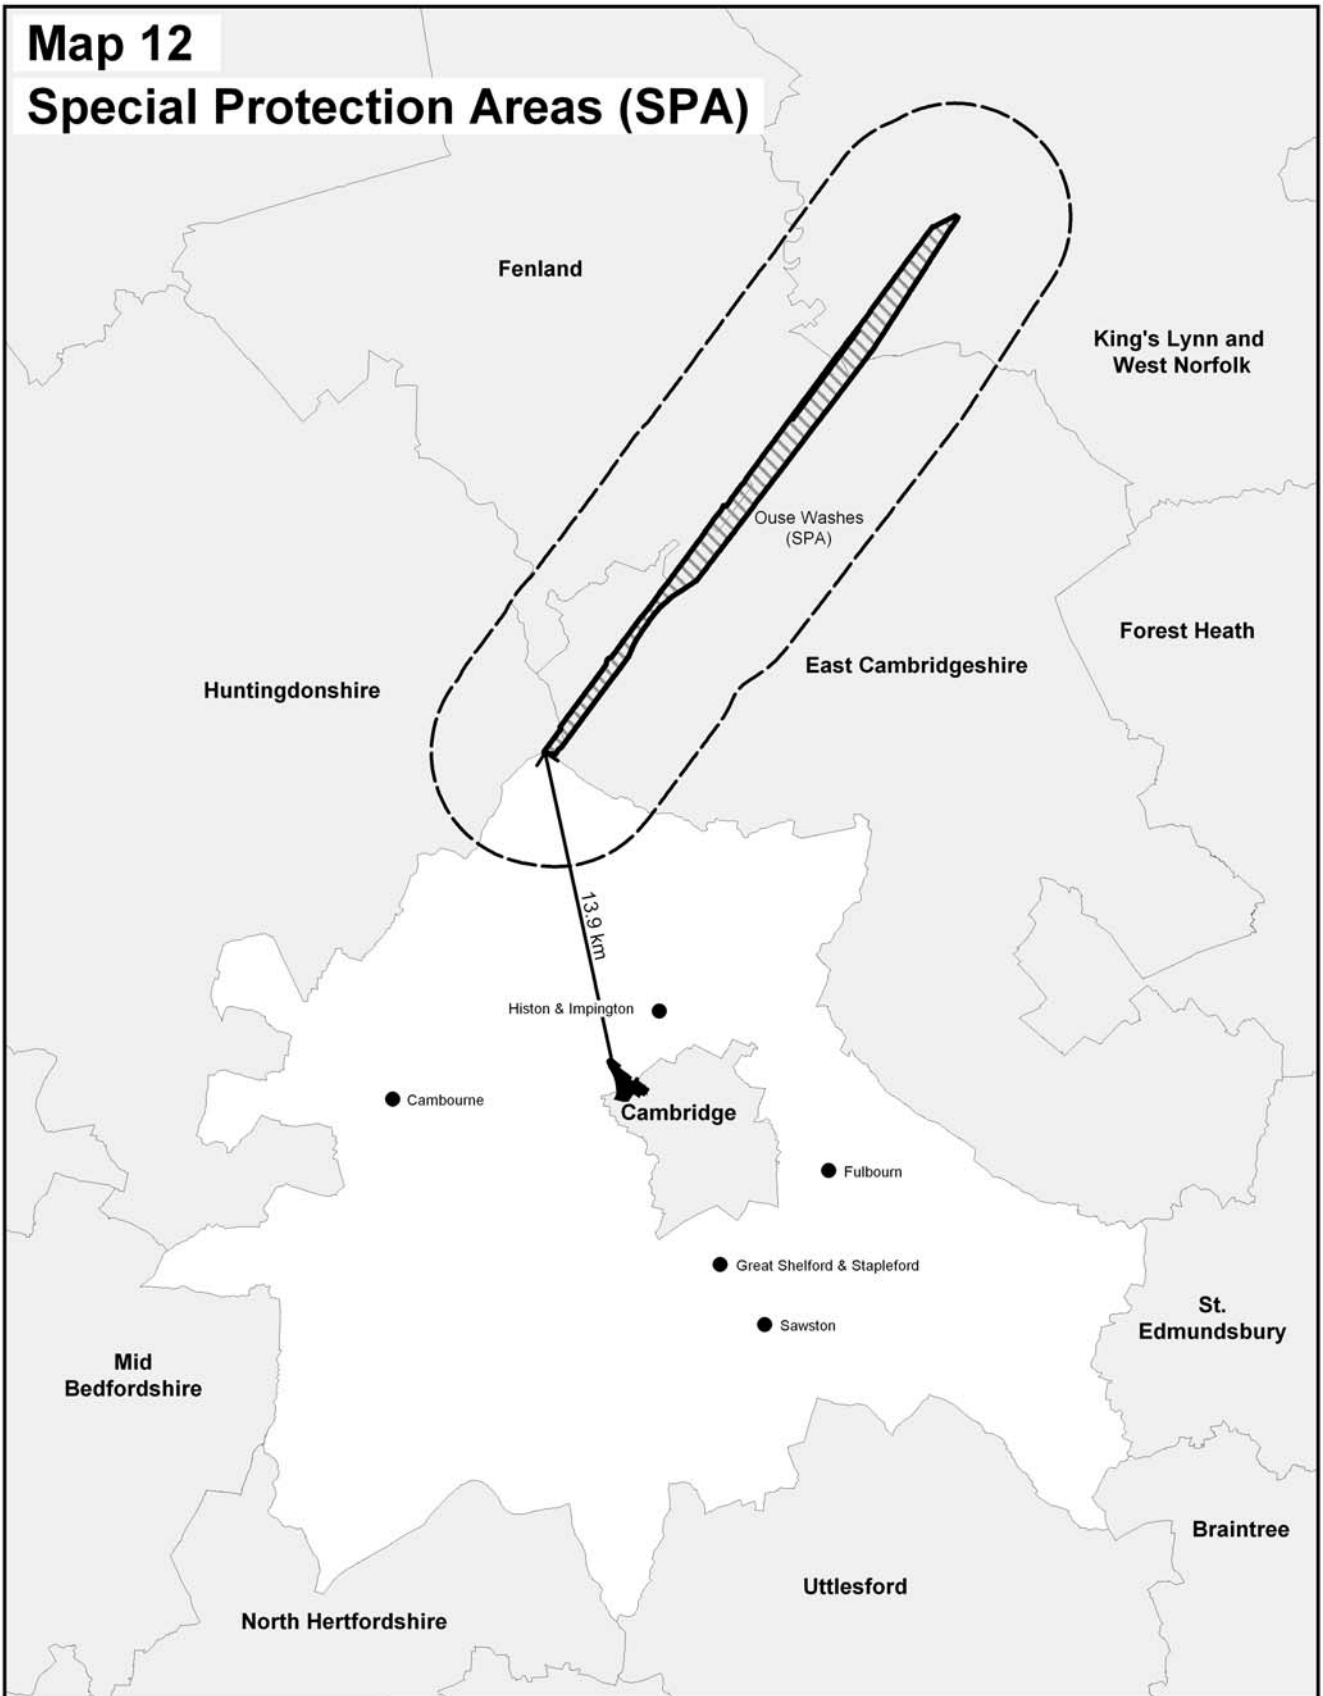 Map 12
Special Protection Areas (SPA)
Fenland
King's Lynn and
West Norfolk
Ouse Washes
(SPA)
Forest Heath
East Cambridgeshire
Huntingdonshire
13.9 km
Histon & Impington
Cambourne
Cambridge
Fulbourn
Great Shelford & Stapleford
St.
Edmundsbury
Sawston
Mid
Bedfordshire
Braintree
Uttlesford
North Hertfordshire